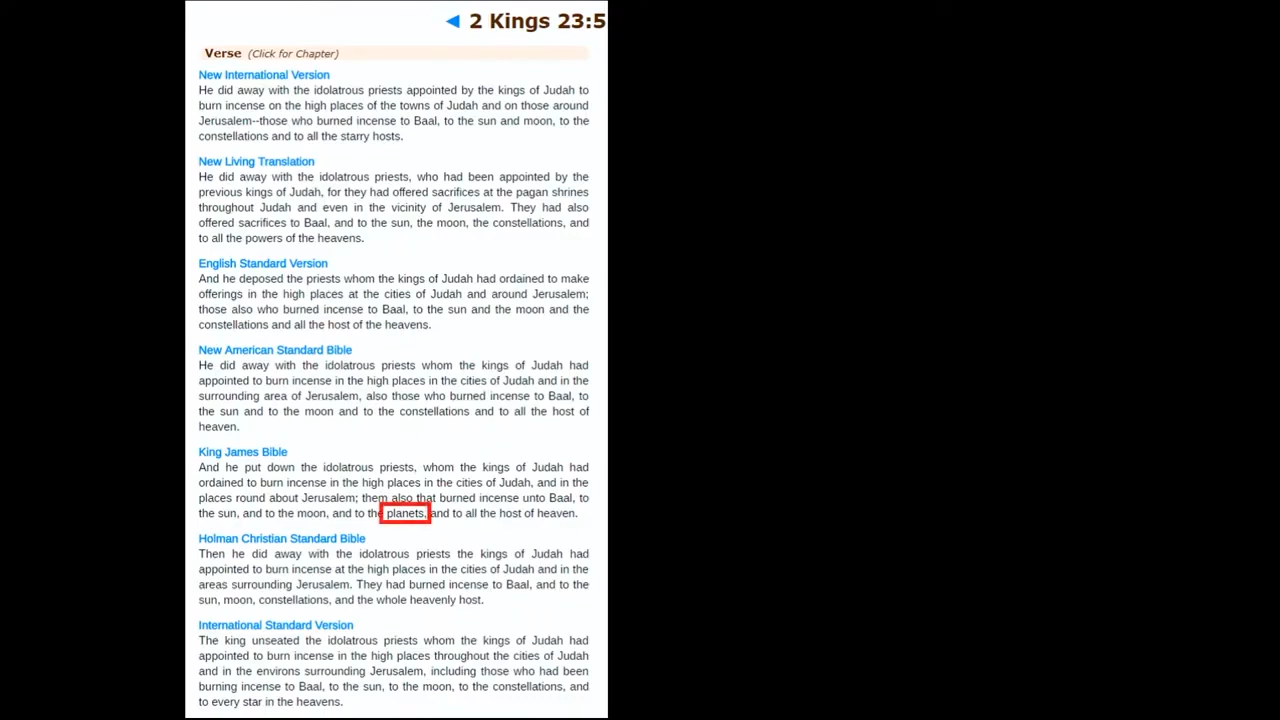 ◄ 2 Kings 23:5
Verse (Click for Chapter)
New International Version
He did away with the idolatrous priests appointed by the kings of Judah to
burn incense on the high places of the towns of Judah and on those around
Jerusalem--those who burned incense to Baal, to the sun and moon, to the
constellations and to all the starry hosts.
New Living Translation
He did away with the idolatrous priests, who had been appointed by the
previous kings of Judah, for they had offered sacrifices at the pagan shrines
throughout Judah and even in the vicinity of Jerusalem. They had also
offered sacrifices to Baal, and to the sun, the moon, the constellations, and
to all the powers of the heavens.
English Standard Version
And he deposed the priests whom the kings of Judah had ordained to make
offerings in the high places at the cities of Judah and around Jerusalem;
those also who burned incense to Baal, to the sun and the moon and the
constellations and all the host of the heavens.
New American Standard Bible
He did away with the idolatrous priests whom the kings of Judah had
appointed to burn incense in the high places in the cities of Judah and in the
surrounding area of Jerusalem, also those who burned incense to Baal, to
the sun and to the moon and to the constellations and to all the host of
heaven.
King James Bible
And he put down the idolatrous priests, whom the kings of Judah had
ordained to burn incense in the high places in the cities of Judah, and in the
places round about Jerusalem; them also that burned incense unto Baal, to
the sun, and to the moon, and to the planets, and to all the host of heaven.
Holman Christian Standard Bible
Then he did away with the idolatrous priests the kings of Judah had
appointed to burn incense at the high places in the cities of Judah and in the
areas surrounding Jerusalem. They had burned incense to Baal, and to the
sun, moon, constellations, and the whole heavenly host.
International Standard Version
The king unseated the idolatrous priests whom the kings of Judah had
appointed to burn incense in the high places throughout the cities of Judah
and in the environs surrounding Jerusalem, including those who had been
burning incense to Baal, to the sun, to the moon, to the constellations, and
to every star in the heavens.